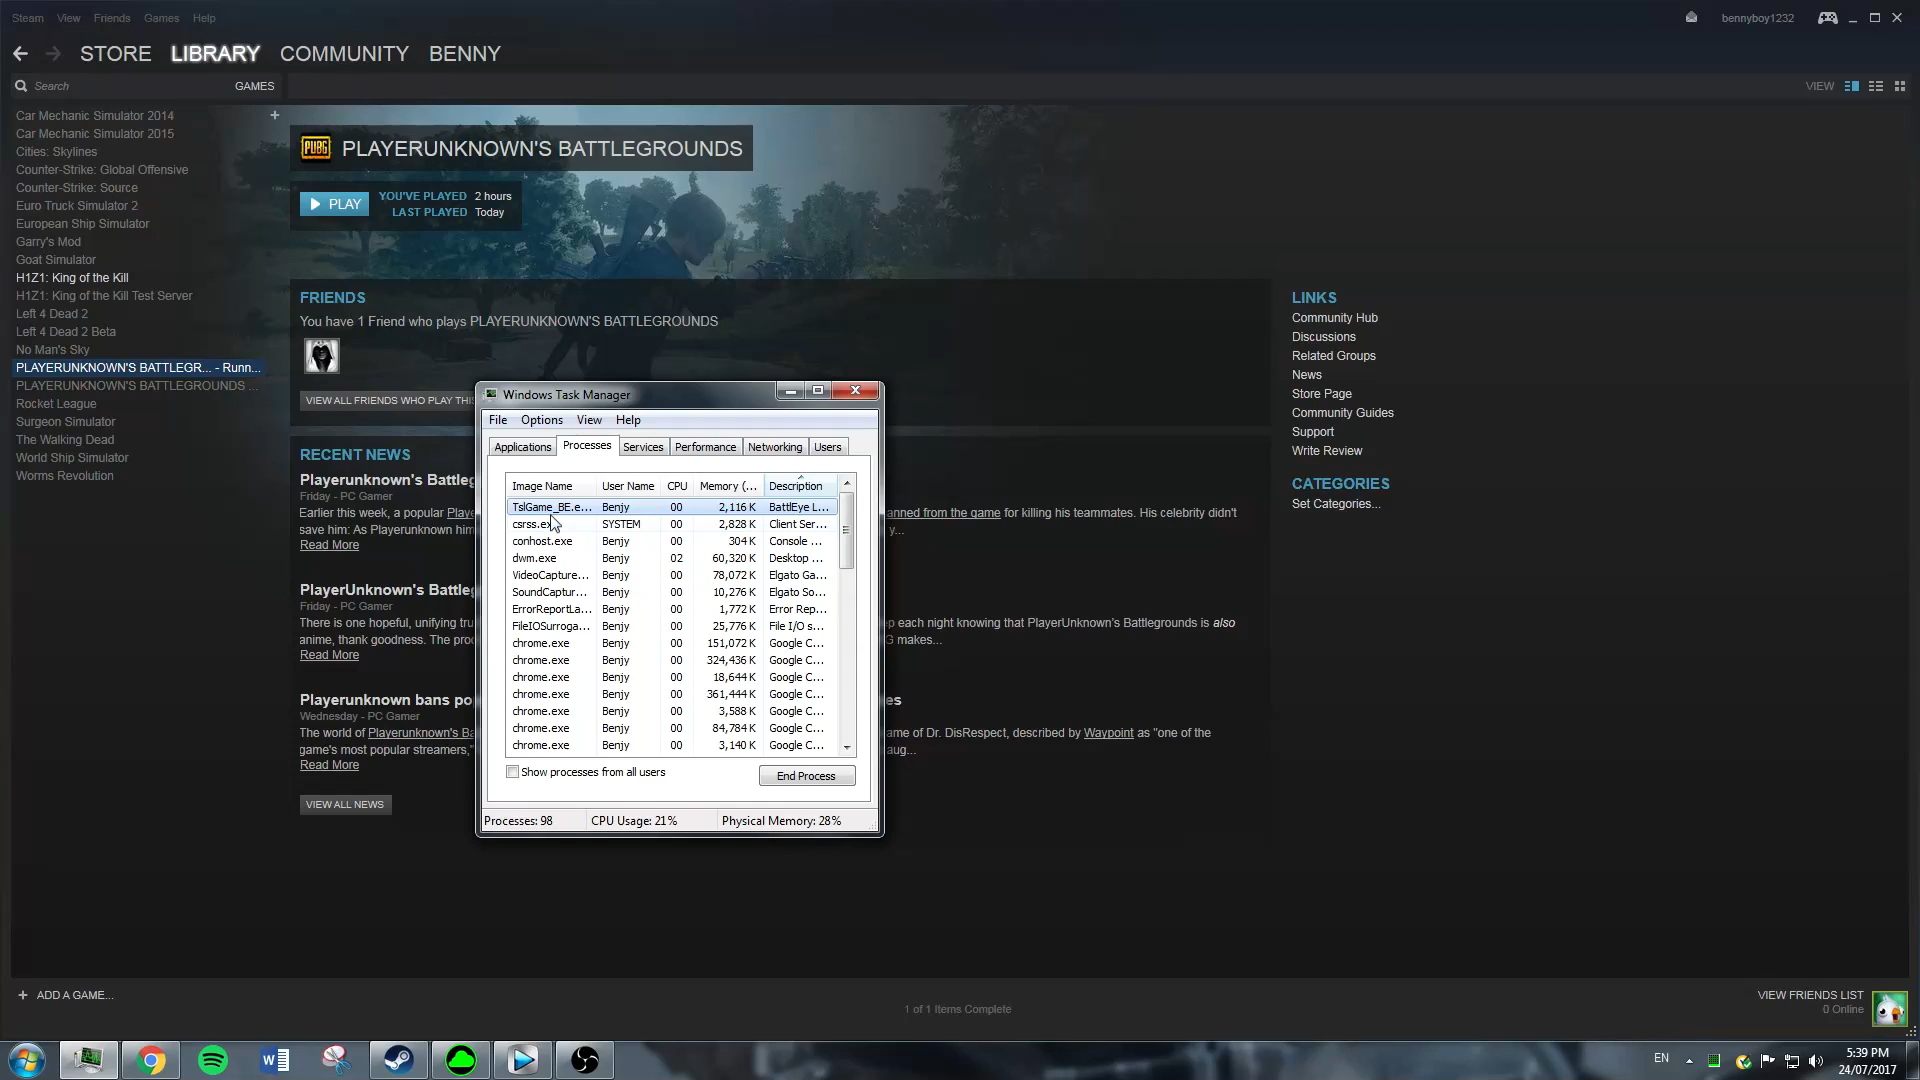 Steam View Friends Games Help
bennyboy1232
STORE LIBRARY COMMUNITY BENNY
Search GAMES
VIEW
Car Mechanic Simulator 2014
Car Mechanic Simulator 2015
Cities: Skylines
Counter-Strike: Global Offensive
Counter-Strike: Source
Euro Truck Simulator 2
European Ship Simulator
Garry's Mod
Goat Simulator
H1Z1: King of the Kill
H1Z1: King of the Kill Test Server
Left 4 Dead 2
Left 4 Dead 2 Beta
No Man's Sky
PLAYERUNKNOWN'S BATTLEGR... - Runn...
PLAYERUNKNOWN'S BATTLEGROUNDS ...
Rocket League
Surgeon Simulator
The Walking Dead
World Ship Simulator
Worms Revolution
+ ADD A GAME...
PUBG
PLAYERUNKNOWN'S BATTLEGROUNDS
PLAY
YOU'VE PLAYED 2 hours
LAST PLAYED Today
FRIENDS
You have 1 Friend who plays PLAYERUNKNOWN'S BATTLEGROUNDS
VIEW ALL FRIENDS WHO PLAY THI
RECENT NEWS
Playerunknown's Battleg
Friday - PC Gamer
Earlier this week, a popular Playe
anned from the game for killing his teammates. His celebrity didn't
save him: As Playerunknown him
y...
Read More
PlayerUnknown's Battleg
Friday - PC Gamer
There is one hopeful, unifying tru
p each night knowing that PlayerUnknown's Battlegrounds is also
anime, thank goodness. The proc
G makes...
Read More
Playerunknown bans po
es
Wednesday - PC Gamer
The world of Playerunknown's Ba
ame of Dr. DisRespect, described by Waypoint as "one of the
game's most popular streamers,"
aug...
Read More
VIEW ALL NEWS
LINKS
Community Hub
Discussions
Related Groups
News
Store Page
Community Guides
Support
Write Review
CATEGORIES
Set Categories...
Windows Task Manager
File Options View Help
Applications Processes Services Performance Networking Users
Image Name User Name CPU Memory (... Description
TslGame_BE.e... Benjy 00 2,116 K BattlEye L...
csrss.ex SYSTEM 00 2,828 K Client Ser...
conhost.exe Benjy 00 304 K Console ...
dwm.exe Benjy 02 60,320 K Desktop ...
VideoCapture... Benjy 00 78,072 K Elgato Ga...
SoundCaptur... Benjy 00 10,276 K Elgato So...
ErrorReportLa... Benjy 00 1,772 K Error Rep...
FileIOSurroga... Benjy 00 25,776 K File I/O s...
chrome.exe Benjy 00 151,072 K Google C...
chrome.exe Benjy 00 324,436 K Google C...
chrome.exe Benjy 00 18,644 K Google C...
chrome.exe Benjy 00 361,444 K Google C...
chrome.exe Benjy 00 3,588 K Google C...
chrome.exe Benjy 00 84,784 K Google C...
chrome.exe Benjy 00 3,140 K Google C...
Show processes from all users
End Process
Processes: 98 CPU Usage: 21% Physical Memory: 28%
1 of 1 Items Complete
VIEW FRIENDS LIST
0 Online
EN
5:39 PM
24/07/2017